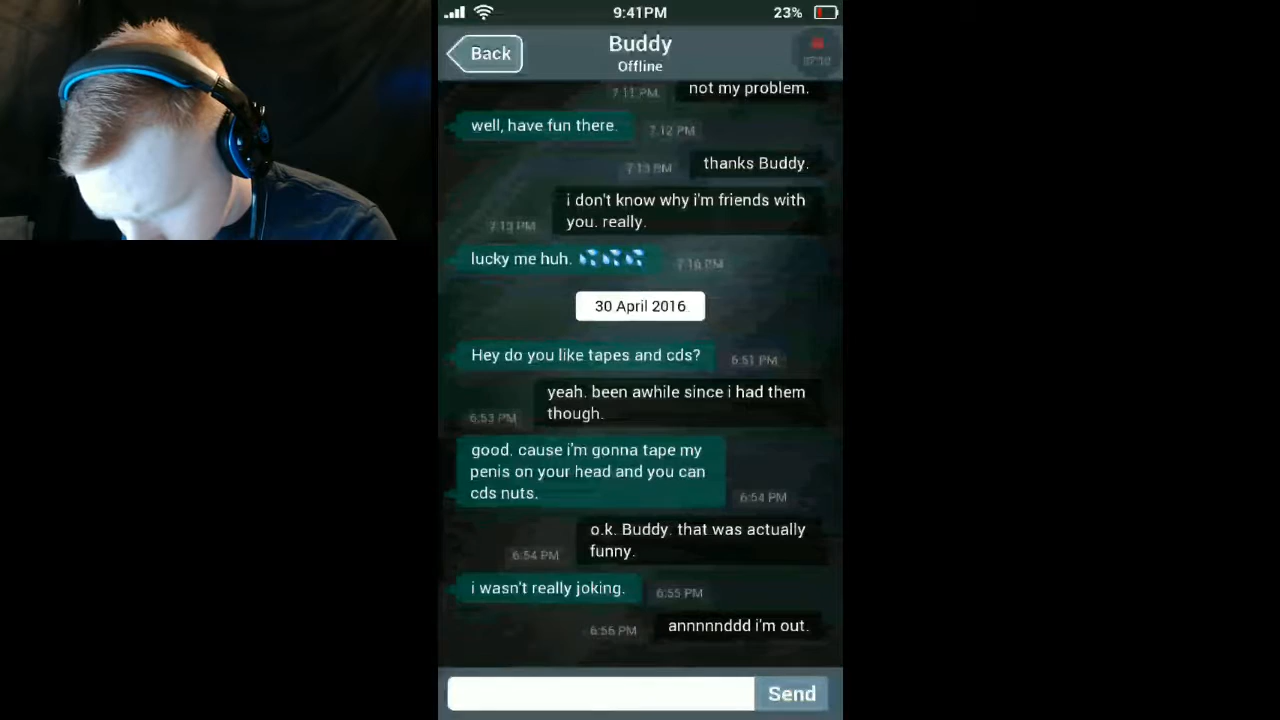 9:41PM
23%
Back
Buddy
Offline
not my problem.
7:11 PM
well, have fun there.
7:12 PM
thanks Buddy.
7:13 PM
i don't know why i'm friends with
you. really.
7:13 PM
lucky me huh. 💦💦💦
7:16 PM
30 April 2016
Hey do you like tapes and cds?
6:51 PM
yeah. been awhile since i had them
though.
6:53 PM
good. cause i'm gonna tape my
penis on your head and you can
cds nuts.
6:54 PM
o.k. Buddy. that was actually
funny.
6:54 PM
i wasn't really joking.
6:55 PM
annnnnddd i'm out.
6:56 PM
Send